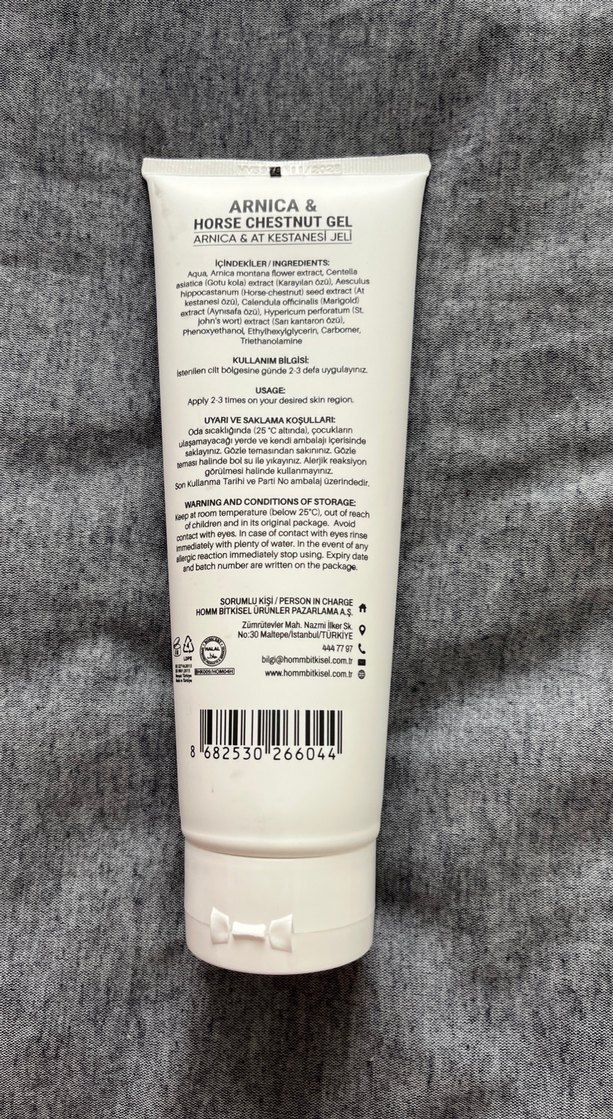 ARNICA &
HORSE CHESTNUT GEL
ARNICA & AT KESTANESİ JELİ
İÇİNDEKİLER / INGREDIENTS:
Aqua, Arnica montana flower extract, Centella
asiatica (Gotu kola) extract (Karayılan özü), Aesculus
hippocastanum (Horse-chestnut) seed extract (At
kestanesi özü), Calendula officinalis (Marigold)
extract (Aynısafa özü), Hypericum perforatum (St.
john's wort) extract (Sarı kantaron özü),
Phenoxyethanol, Ethylhexylglycerin, Carbomer,
Triethanolamine
KULLANIM BİLGİSİ:
İstenilen cilt bölgesine günde 2-3 defa uygulayınız.
USAGE:
Apply 2-3 times on your desired skin region.
UYARI VE SAKLAMA KOŞULLARI:
Oda sıcaklığında (25 °C altında), çocukların
ulaşamayacağı yerde ve kendi ambalajı içerisinde
saklayınız. Gözle temasından sakınınız. Gözle
teması halinde bol su ile yıkayınız. Alerjik reaksiyon
görülmesi halinde kullanmayınız.
Son Kullanma Tarihi ve Parti No ambalaj üzerindedir.
WARNING AND CONDITIONS OF STORAGE:
Keep at room temperature (below 25°C), out of reach
of children and in its original package. Avoid
contact with eyes. In case of contact with eyes rinse
immediately with plenty of water. In the event of any
allergic reaction immediately stop using. Expiry date
and batch number are written on the package.
SORUMLU KİŞİ / PERSON IN CHARGE
HOMM BİTKİSEL ÜRÜNLER PAZARLAMA A.Ş.
Zümrütevler Mah. Nazmi İlker Sk.
No:30 Maltepe/İstanbul/TÜRKİYE
444 77 97
bilgi@hommbitkisel.com.tr
www.hommbitkisel.com.tr
LDPE
HALAL
8 682530 266044